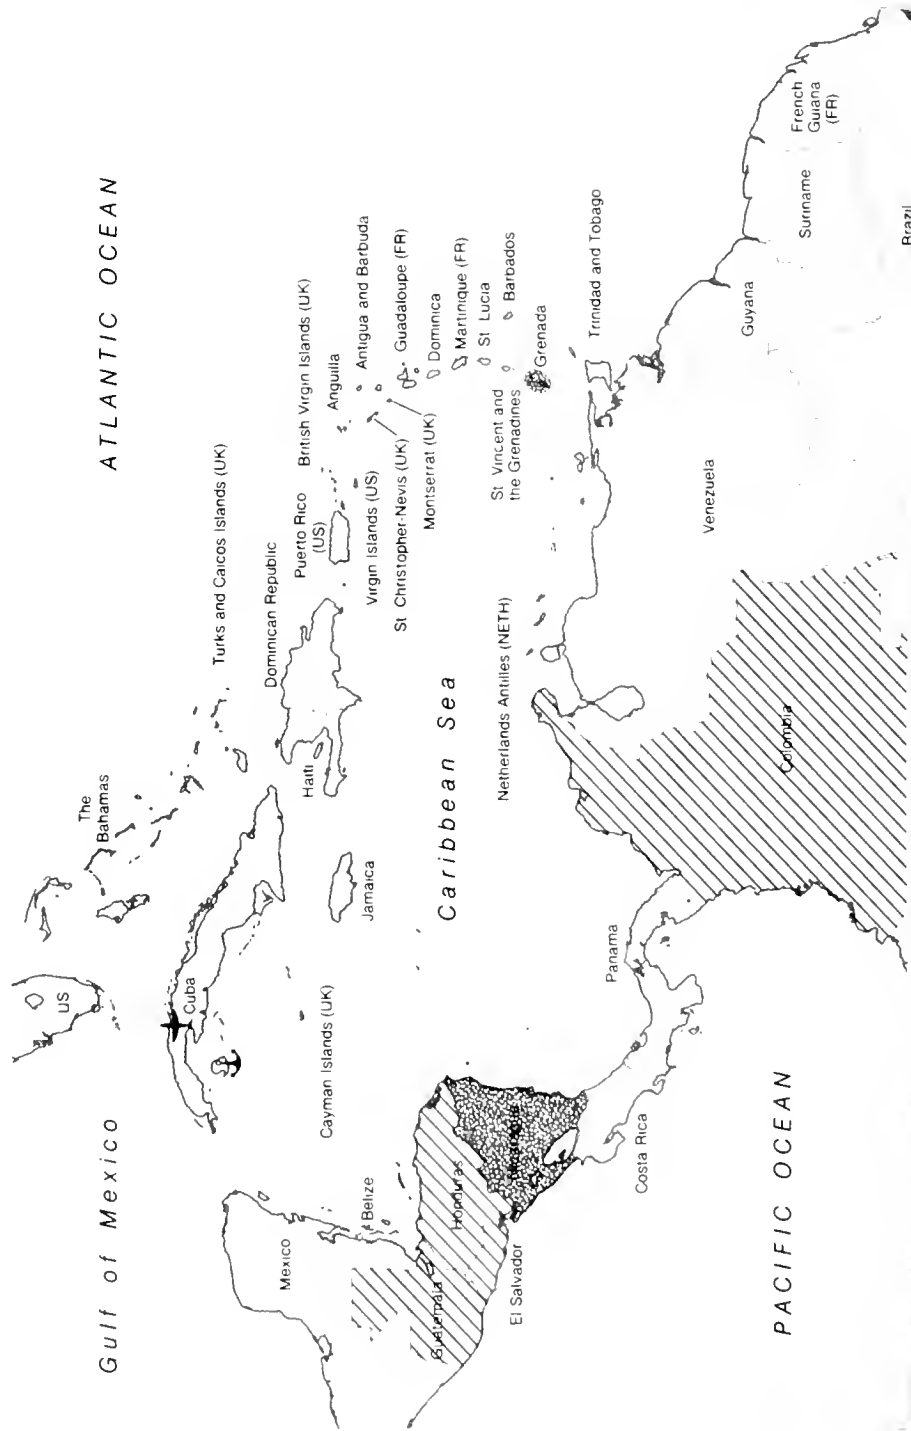 ATLANTIC OCEAN
Gulf of Mexico
US
The
Bahamas
Turks and Caicos Islands (UK)
Cuba
Dominican Republic
Puerto Rico
(US)
British Virgin Islands (UK)
Anguilla
Antigua and Barbuda
Mexico
Cayman Islands (UK)
Jamaica
Haiti
Virgin Islands (US)
St Christopher-Nevis (UK)
Montserrat (UK)
Guadaloupe (FR)
Dominica
Martinique (FR)
St Lucia
Barbados
Belize
Caribbean Sea
Guatemala
Honduras
El Salvador
Netherlands Antilles (NETH)
St Vincent and
the Grenadines
Grenada
Trinidad and Tobago
Costa Rica
Panama
Venezuela
Guyana
Suriname
French
Guiana
(FR)
PACIFIC OCEAN
Colombia
Brazil